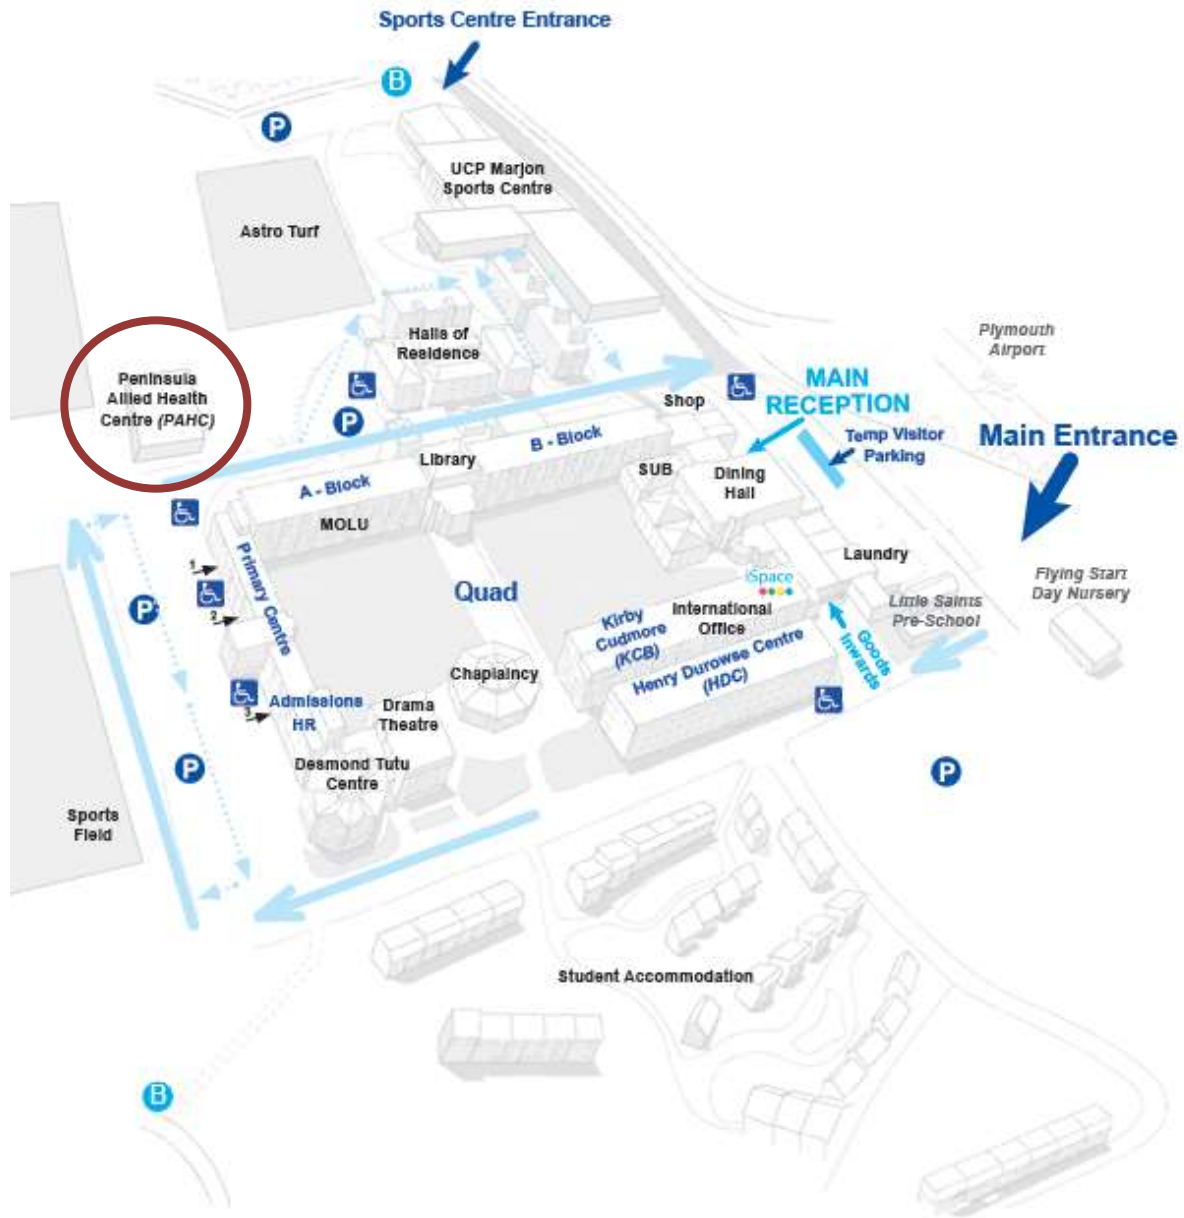 Sports Centre Entrance
B
P
UCP Marjon
Sports Centre
Astro Turf
Halls of
Residence
Plymouth
Airport
Peninsula
Allied Health
Centre (PAHC)
P
MAIN
RECEPTION
Shop
Temp Visitor
Parking
Main Entrance
B - Block
Library
SUB
Dining
Hall
A - Block
MOLU
Laundry
Primary Centre
1
2
3
P
Quad
iSpace
Flying Start
Day Nursery
Little Saints
Pre-School
International
Office
Kirby
Cudmore
(KCB)
Goods
Inwards
Henry Durowse Centre
(HDC)
Chaplaincy
Admissions
HR
Drama
Theatre
Desmond Tutu
Centre
P
P
Sports
Field
Student Accommodation
B